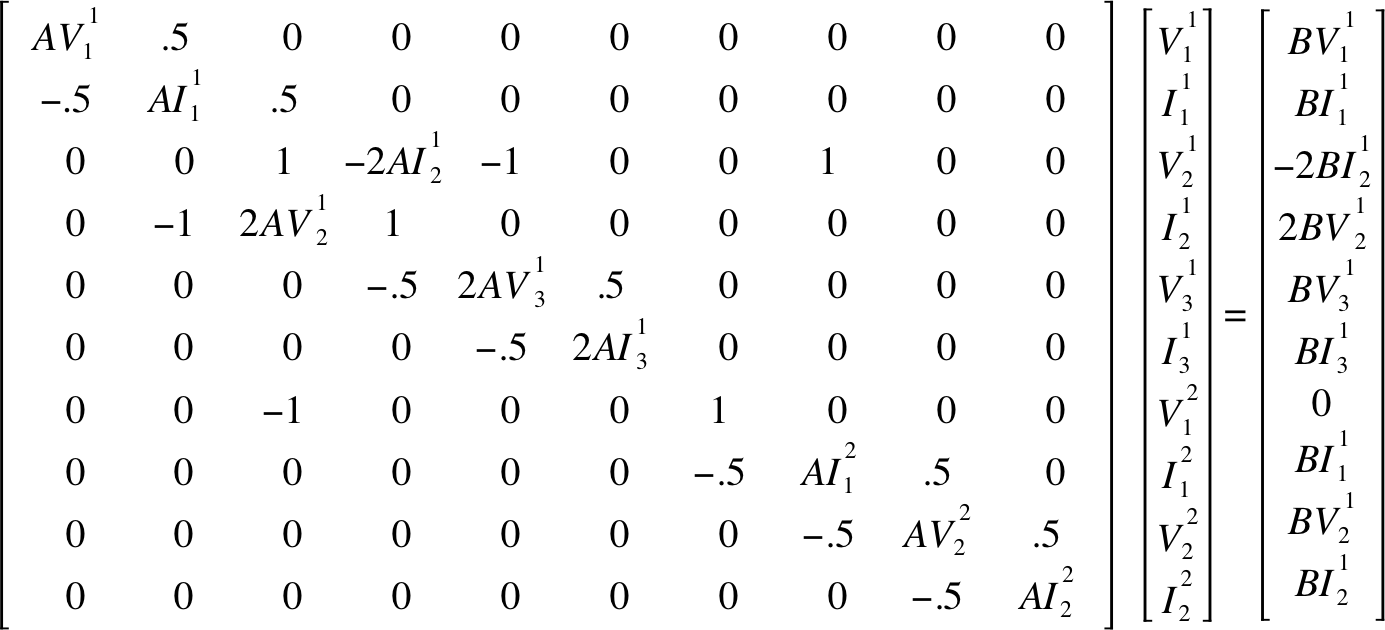 AV_1^1 .5 0 0 0 0 0 0 0 0 V_1^1 BV_1^1
-.5 AI_1^1 .5 0 0 0 0 0 0 0 I_1^1 BI_1^1
0 0 1 -2AI_2^1 -1 0 0 1 0 0 V_2^1 -2BI_2^1
0 -1 2AV_2^1 1 0 0 0 0 0 0 I_2^1 2BV_2^1
0 0 0 -.5 2AV_3^1 .5 0 0 0 0 V_3^1 = BV_3^1
0 0 0 0 -.5 2AI_3^1 0 0 0 0 I_3^1 BI_3^1
0 0 -1 0 0 0 1 0 0 0 V_1^2 0
0 0 0 0 0 0 -.5 AI_1^2 .5 0 I_1^2 BI_1^1
0 0 0 0 0 0 0 -.5 AV_2^2 .5 V_2^2 BV_2^1
0 0 0 0 0 0 0 0 -.5 AI_2^2 I_2^2 BI_2^1